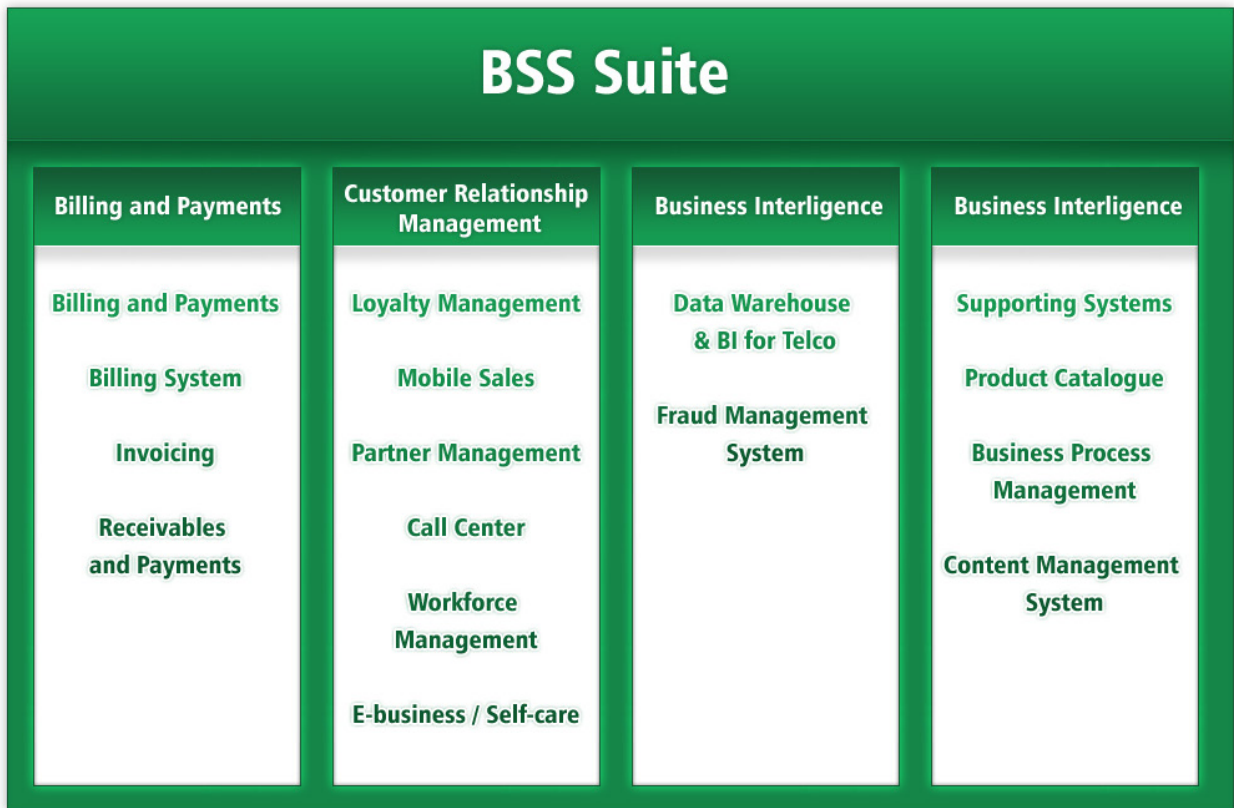 BSS Suite
Billing and Payments
Billing and Payments
Billing System
Invoicing
Receivables
and Payments
Customer Relationship
Management
Loyalty Management
Mobile Sales
Partner Management
Call Center
Workforce
Management
E-business / Self-care
Business Interligence
Data Warehouse
& BI for Telco
Fraud Management
System
Business Interligence
Supporting Systems
Product Catalogue
Business Process
Management
Content Management
System